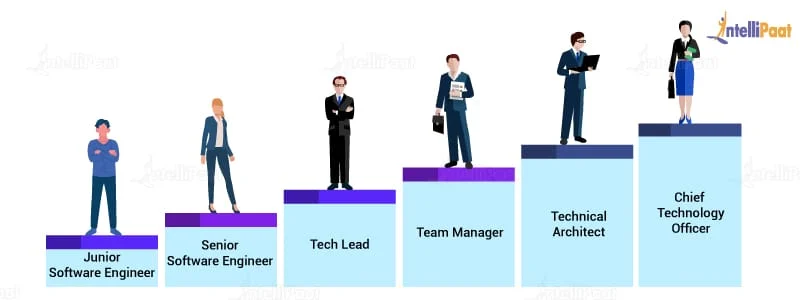 IntelliPaat
Junior
Software Engineer
Senior
Software Engineer
Tech Lead
Team Manager
Technical
Architect
Chief
Technology
Officer